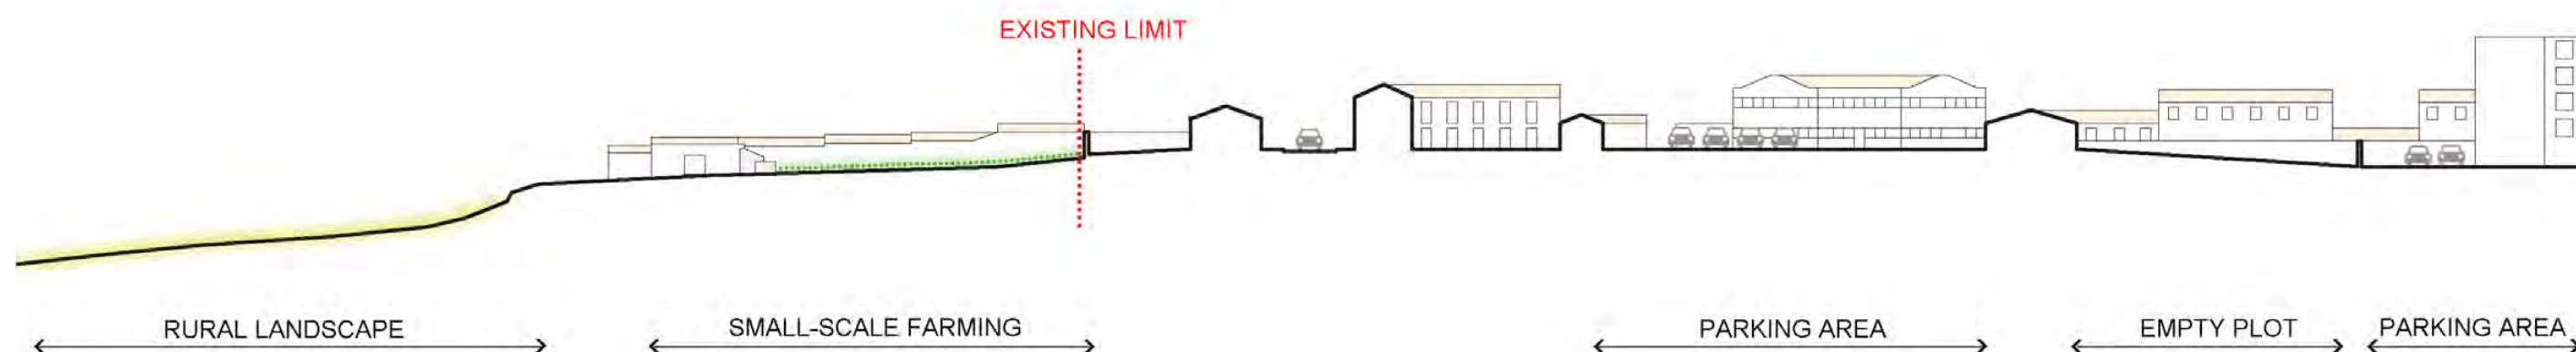 EXISTING LIMIT
RURAL LANDSCAPE
SMALL-SCALE FARMING
PARKING AREA
EMPTY PLOT
PARKING AREA